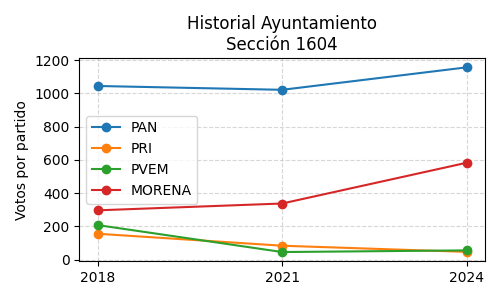 Historial Ayuntamiento
Sección 1604
Votos por partido
1200
1000
800
600
400
200
0
PAN
PRI
PVEM
MORENA
2018
2021
2024